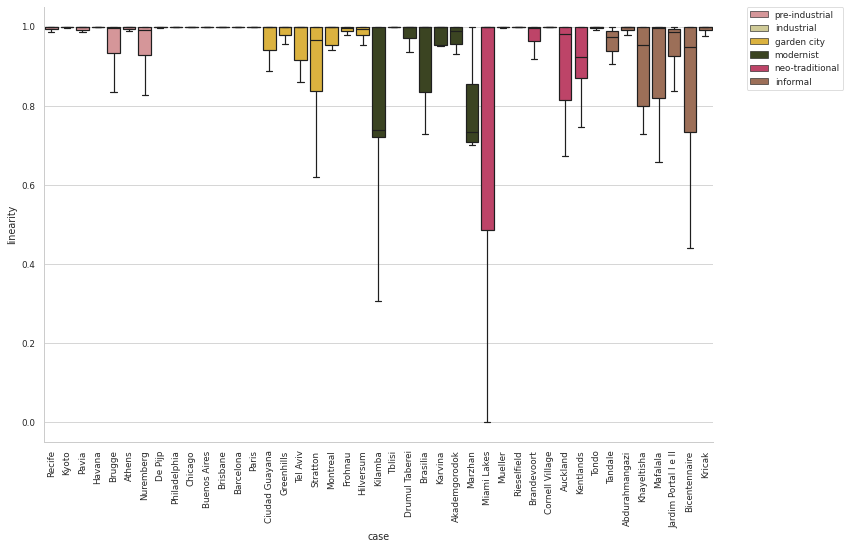 pre-industrial
industrial
garden city
modernist
neo-traditional
informal
linearity
1.0
0.8
0.6
0.4
0.2
0.0
Recife
Kyoto
Pavia
Havana
Brugge
Athens
Nuremberg
De Pijp
Philadelphia
Chicago
Buenos Aires
Brisbane
Barcelona
Paris
Ciudad Guayana
Greenhills
Tel Aviv
Stratton
Montreal
Frohnau
Hilversum
Kilamba
Tblisi
Drumul Taberei
Brasilia
Karvina
Akademgorodok
Marzhan
Miami Lakes
Mueller
Rieselfield
Brandevoort
Cornell Village
Auckland
Kentlands
Tondo
Tandale
Abdurahmangazi
Khayelitsha
Mafalala
Jardim Portal I e II
Bicentennaire
Kricak
case